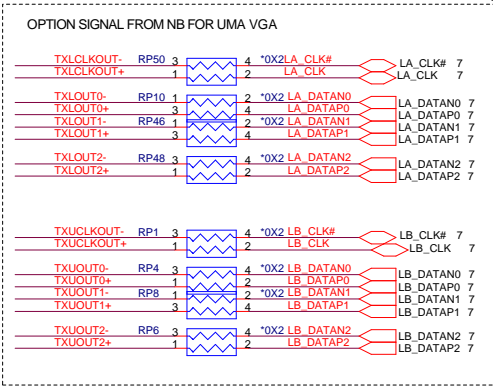 OPTION SIGNAL FROM NB FOR UMA VGA
TXLCLKOUT- RP50 3 4 *0X2 LA_CLK# LA_CLK# 7
TXLCLKOUT+ 1 2 LA_CLK LA_CLK 7
TXLOUT0- RP10 1 2 *0X2 LA_DATAN0 LA_DATAN0 7
TXLOUT0+ 3 4 LA_DATAP0 LA_DATAP0 7
TXLOUT1- RP46 1 2 *0X2 LA_DATAN1 LA_DATAN1 7
TXLOUT1+ 3 4 LA_DATAP1 LA_DATAP1 7
TXLOUT2- RP48 3 4 *0X2 LA_DATAN2 LA_DATAN2 7
TXLOUT2+ 1 2 LA_DATAP2 LA_DATAP2 7
TXUCLKOUT- RP1 3 4 *0X2 LB_CLK# LB_CLK# 7
TXUCLKOUT+ 1 2 LB_CLK LB_CLK 7
TXUOUT0- RP4 3 4 *0X2 LB_DATAN0 LB_DATAN0 7
TXUOUT0+ 1 2 LB_DATAP0 LB_DATAP0 7
TXUOUT1- RP8 1 2 *0X2 LB_DATAN1 LB_DATAN1 7
TXUOUT1+ 3 4 LB_DATAP1 LB_DATAP1 7
TXUOUT2- RP6 3 4 *0X2 LB_DATAN2 LB_DATAN2 7
TXUOUT2+ 1 2 LB_DATAP2 LB_DATAP2 7